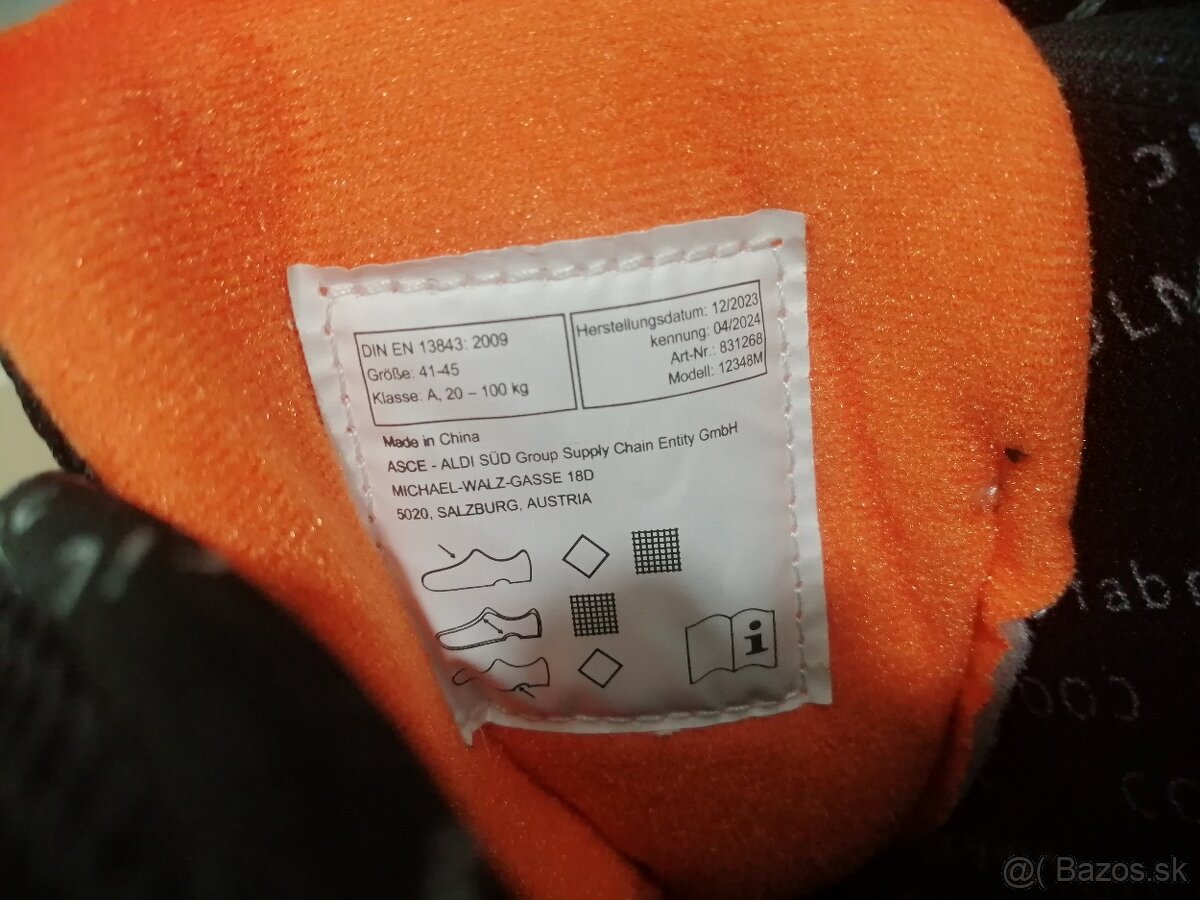 DIN EN 13843: 2009
Größe: 41-45
Klasse: A, 20 – 100 kg
Herstellungsdatum: 12/2023
kennung: 04/2024
Art-Nr.: 831268
Modell: 12348M
Made in China
ASCE - ALDI SÜD Group Supply Chain Entity GmbH
MICHAEL-WALZ-GASSE 18D
5020, SALZBURG, AUSTRIA
i
@( Bazos.sk